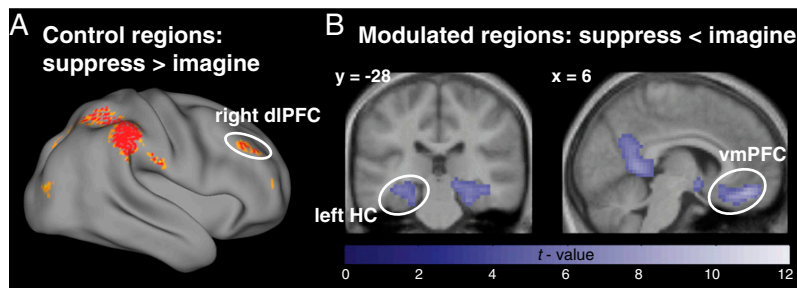 A
Control regions:
suppress > imagine
right dlPFC
B
Modulated regions: suppress < imagine
y = -28
x = 6
left HC
vmPFC
t - value
0 2 4 6 8 10 12